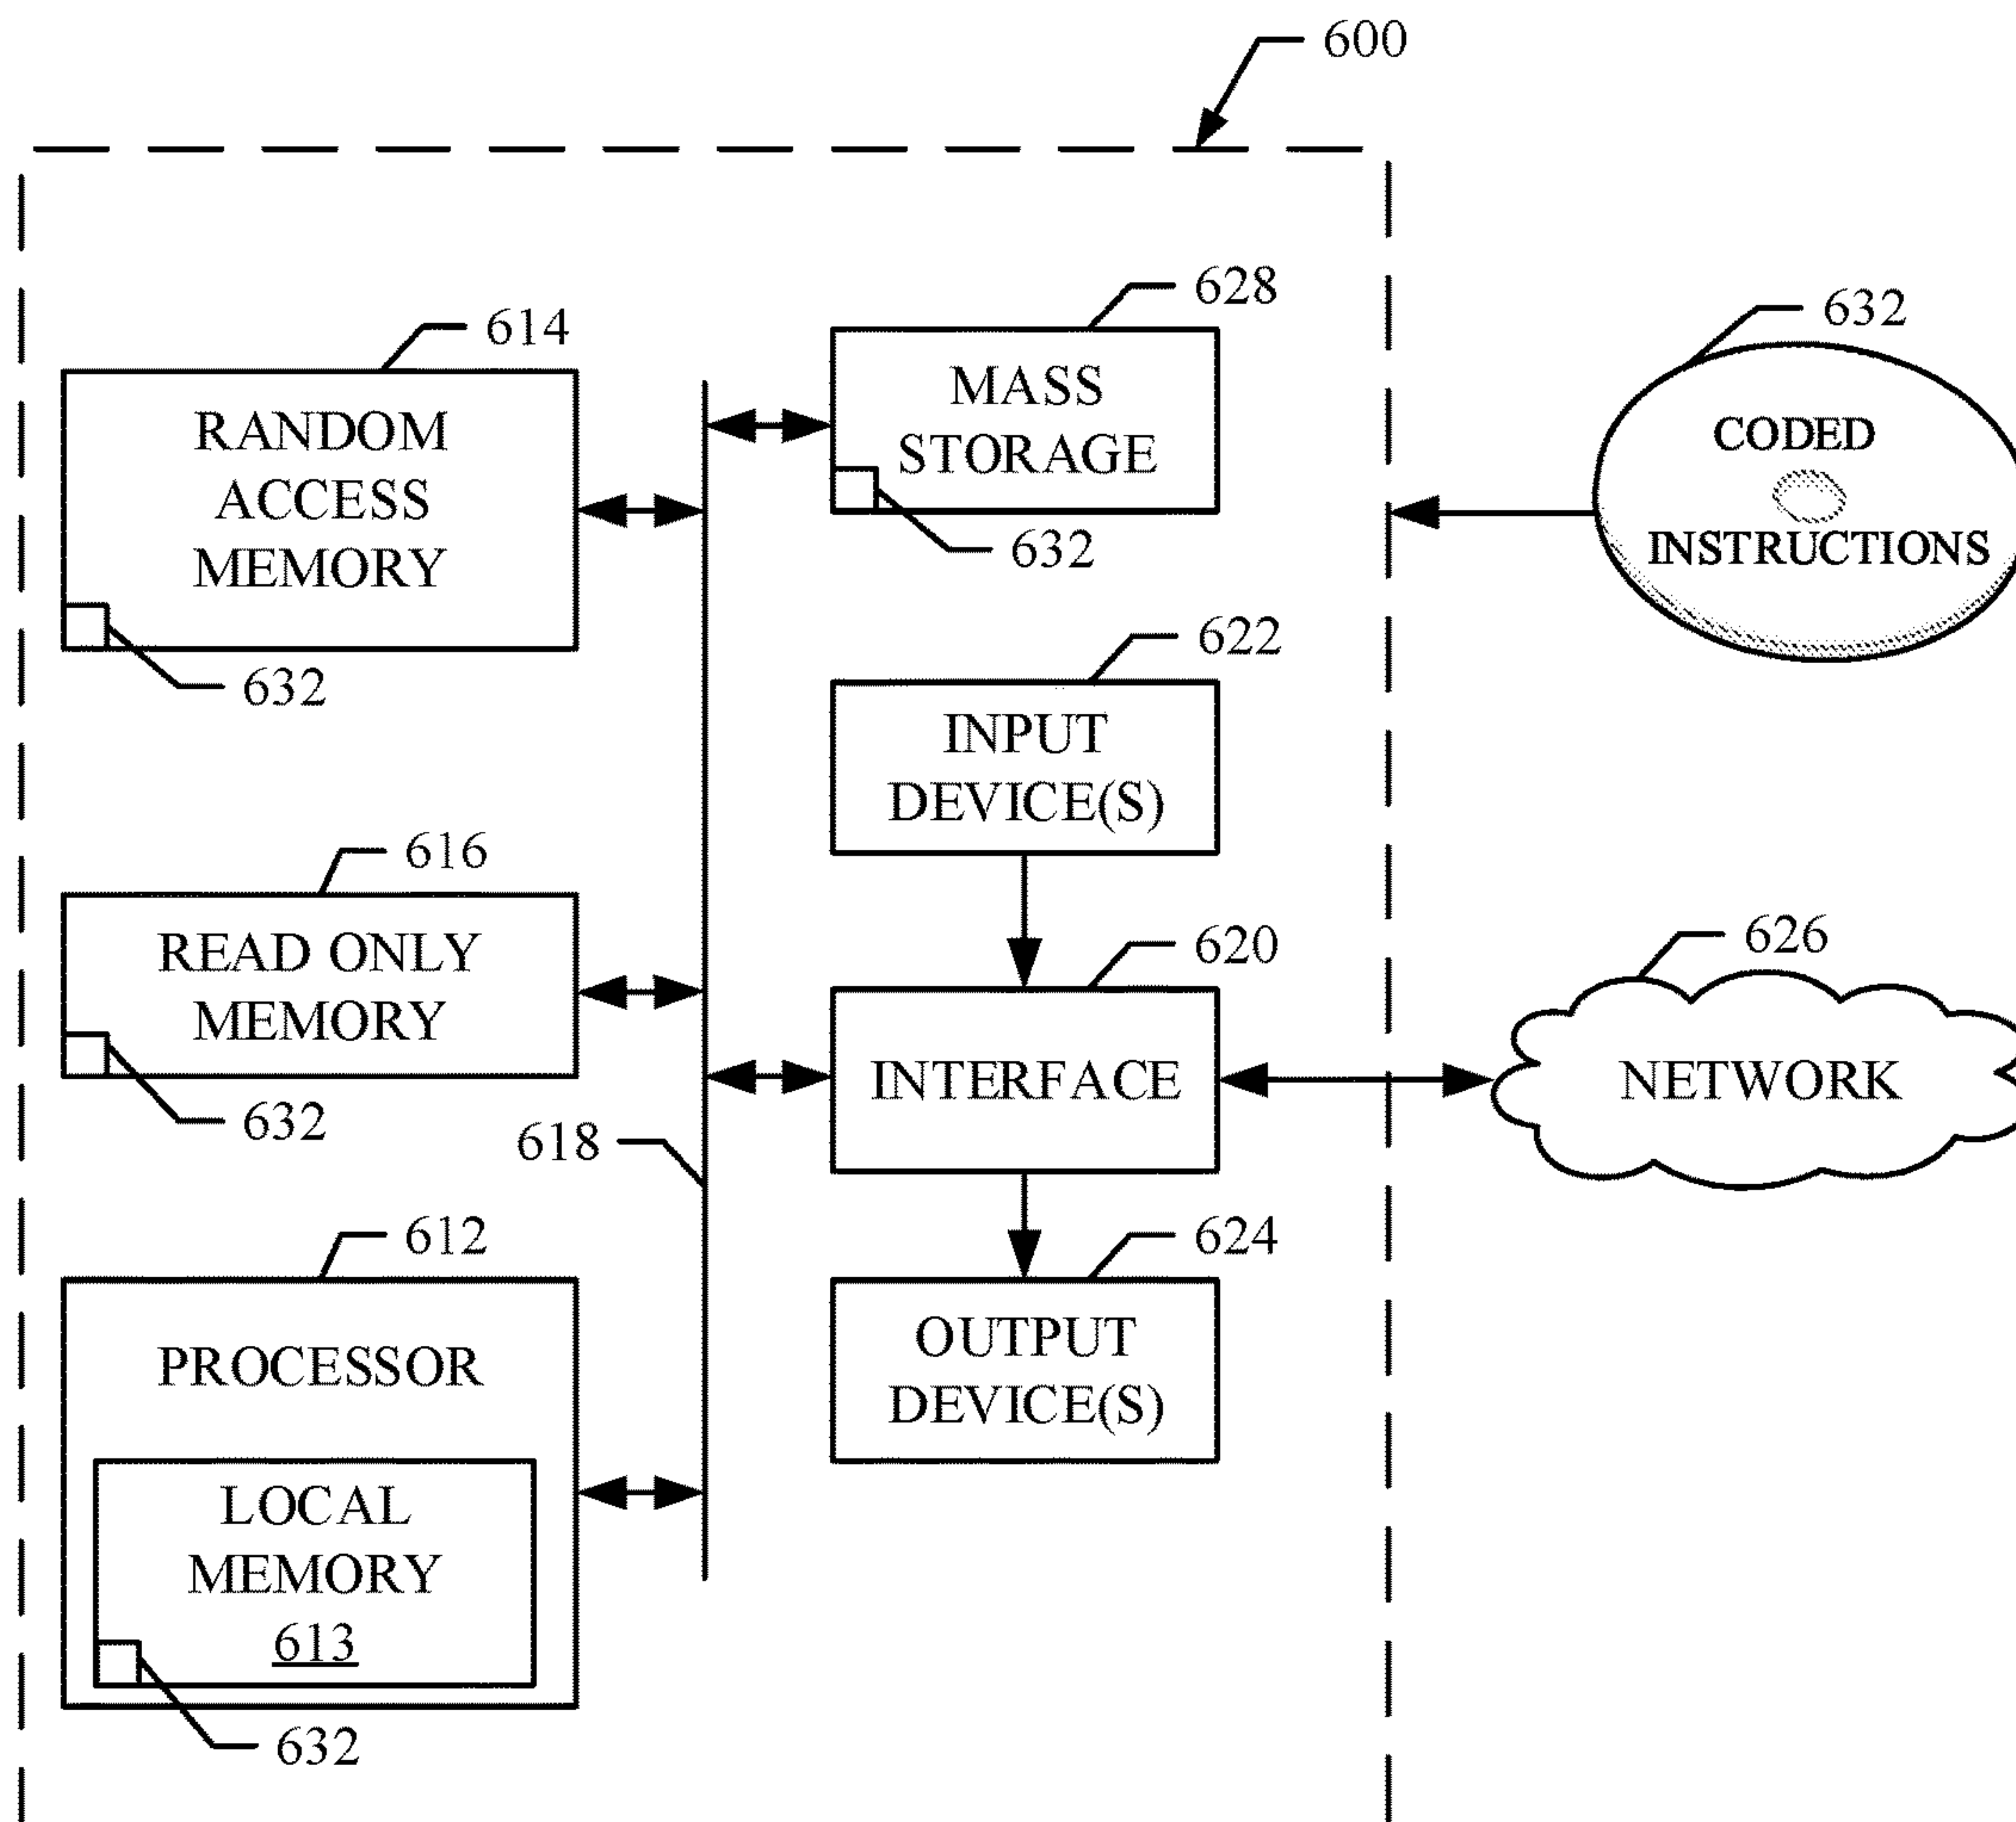 600
628
614
632
RANDOM
ACCESS
MEMORY
MASS
STORAGE
CODED
INSTRUCTIONS
632
632
622
INPUT
DEVICE(S)
616
READ ONLY
MEMORY
620
626
INTERFACE
NETWORK
632
618
612
624
PROCESSOR
OUTPUT
DEVICE(S)
LOCAL
MEMORY
613
632